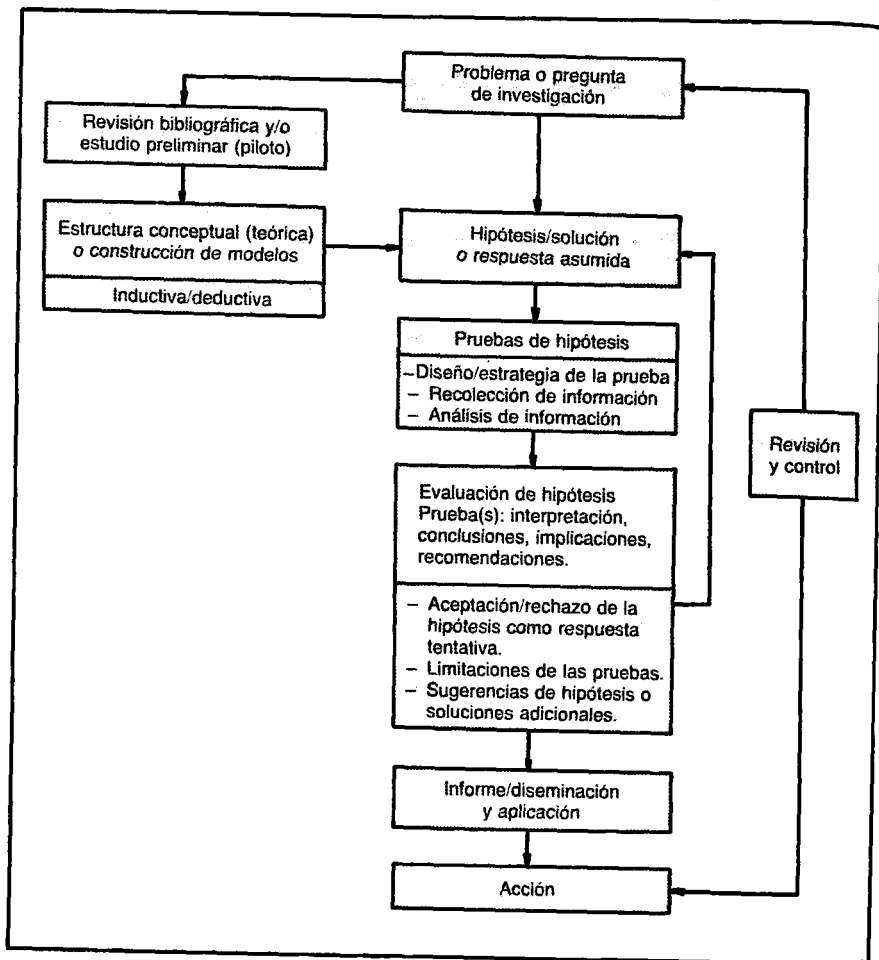 Problema o pregunta
de investigación
Revisión bibliográfica y/o
estudio preliminar (piloto)
Estructura conceptual (teórica)
o construcción de modelos
Inductiva/deductiva
Hipótesis/solución
o respuesta asumida
Pruebas de hipótesis
–Diseño/estrategia de la prueba
– Recolección de información
– Análisis de información
Revisión
y control
Evaluación de hipótesis
Prueba(s): interpretación,
conclusiones, implicaciones,
recomendaciones.
– Aceptación/rechazo de la
hipótesis como respuesta
tentativa.
– Limitaciones de las pruebas.
– Sugerencias de hipótesis o
soluciones adicionales.
Informe/diseminación
y aplicación
Acción